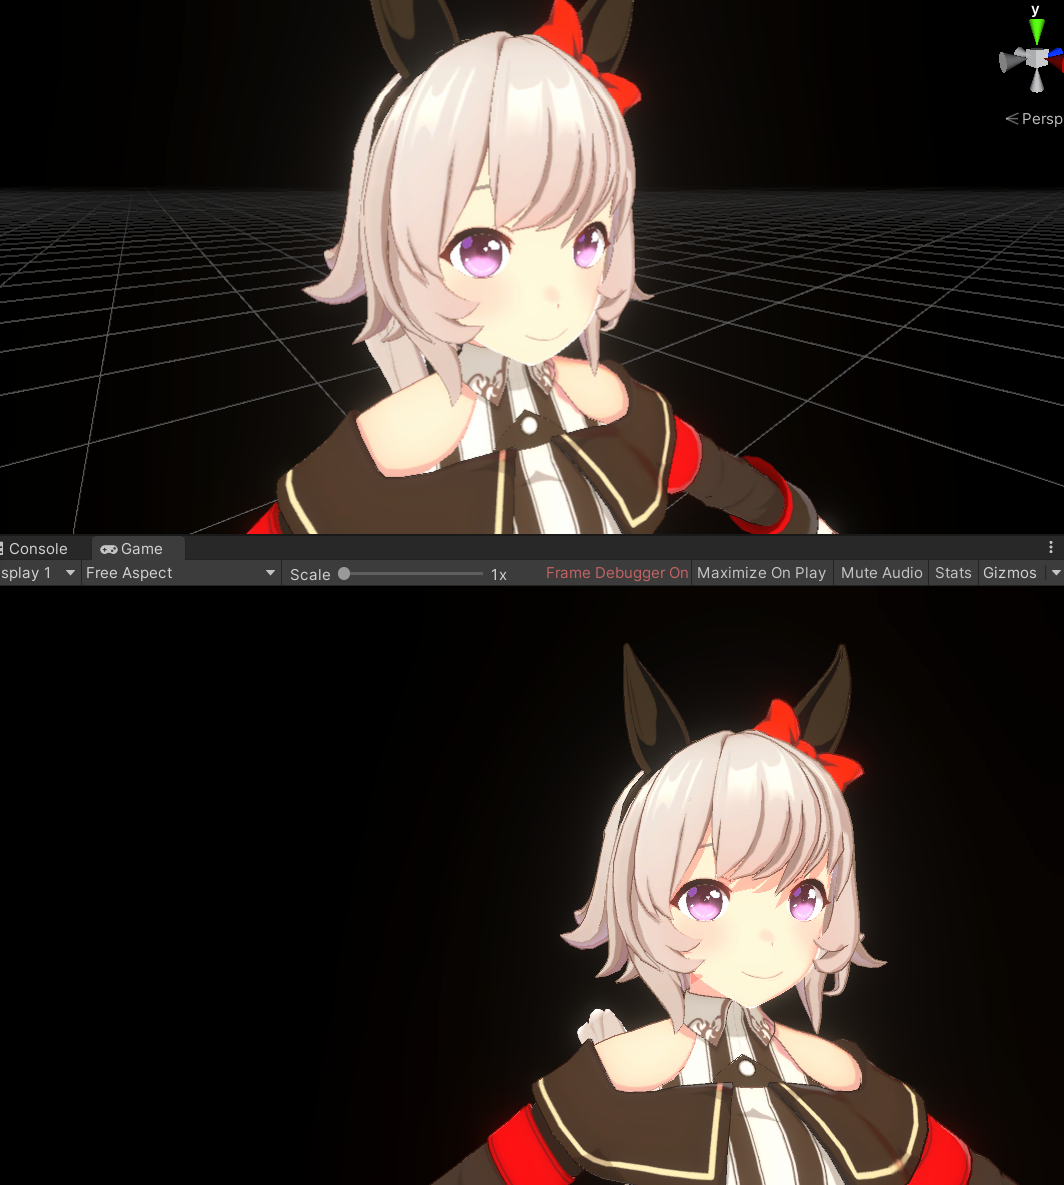 y
Persp
Console Game
splay 1 Free Aspect Scale 1x Frame Debugger On Maximize On Play Mute Audio Stats Gizmos